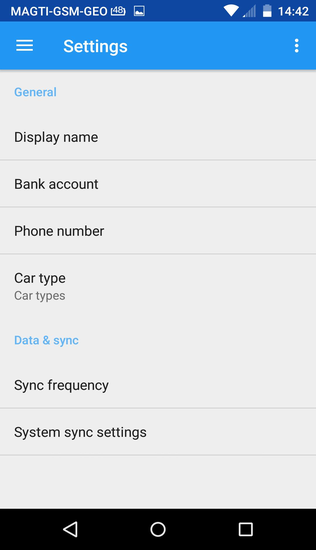 MAGTI-GSM-GEO 48 14:42
Settings
General
Display name
Bank account
Phone number
Car type
Car types
Data & sync
Sync frequency
System sync settings